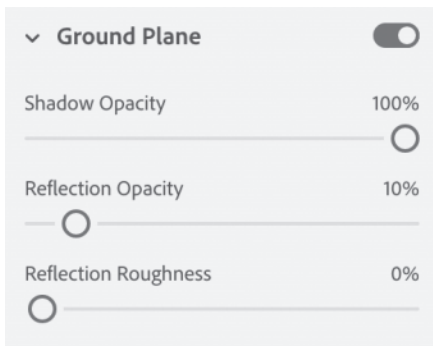 Ground Plane
Shadow Opacity 100%
Reflection Opacity 10%
Reflection Roughness 0%